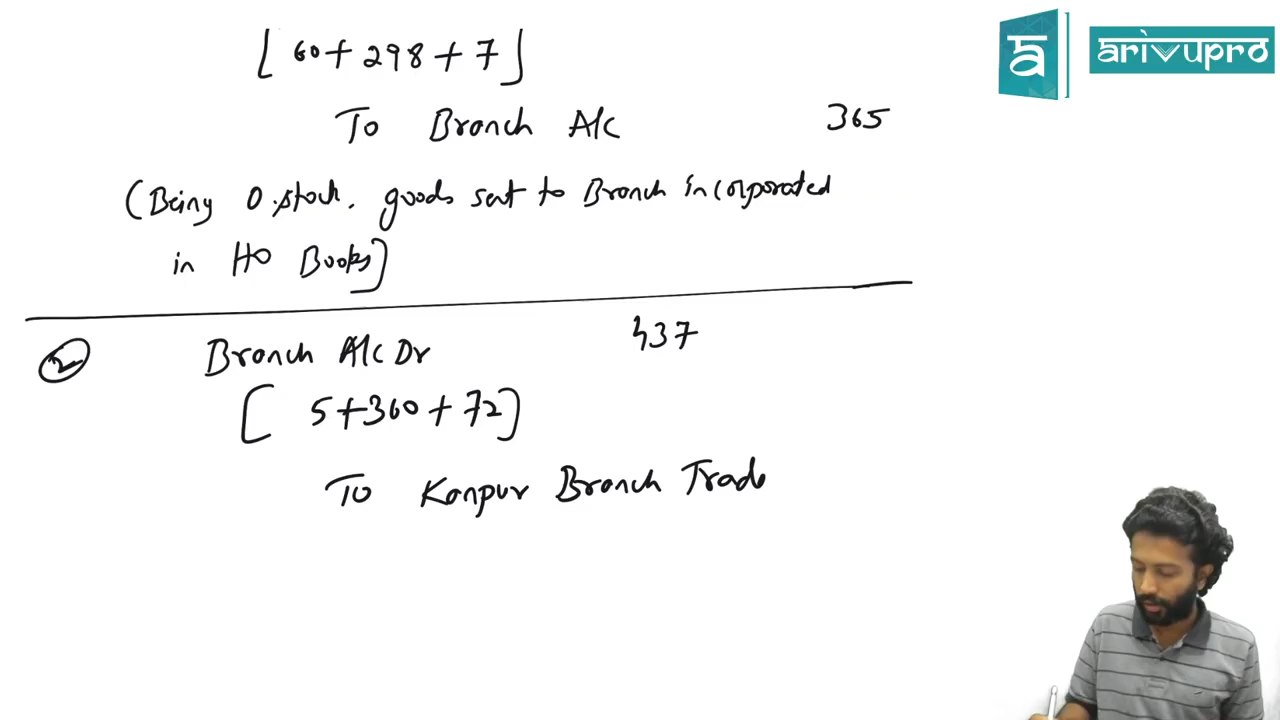 [ 60 + 298 + 7 ]
To Branch A/c 365
(Being O.stock, goods sent to Branch incorporated
in HO Books]
2 Branch A/c Dr 437
[ 5+360 + 72]
To Kanpur Branch Trade
a
arivupro